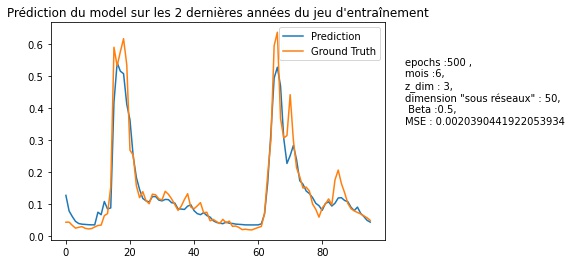 Prédiction du model sur les 2 dernières années du jeu d'entraînement
Prediction
Ground Truth
0.6
0.5
0.4
0.3
0.2
0.1
0.0
0 20 40 60 80
epochs :500 ,
mois :6,
z_dim : 3,
dimension "sous réseaux" : 50,
Beta :0.5,
MSE : 0.0020390441922053934